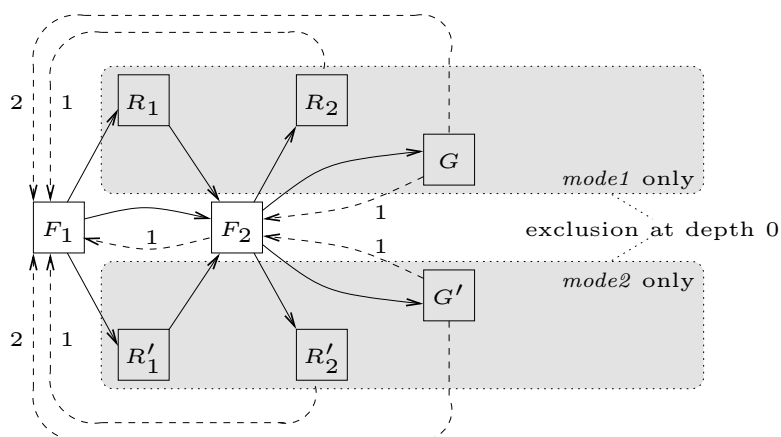 2 1
R₁ R₂
G
mode1 only
1
F₁ F₂ exclusion at depth 0
1
1
mode2 only
G′
2 1
R′₁ R′₂